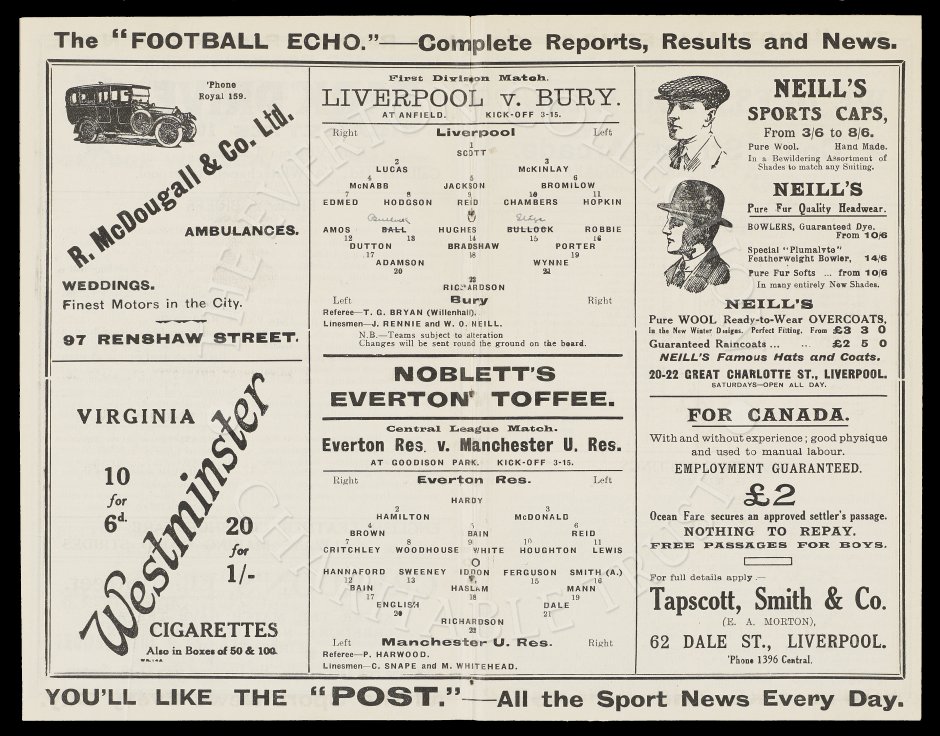 The "FOOTBALL ECHO."—Complete Reports, Results and News.
'Phone
Royal 159.
R. McDougall & Co. Ltd.
AMBULANCES.
WEDDINGS.
Finest Motors in the City.
97 RENSHAW STREET.
VIRGINIA
10
for
6d.
Westminster
20
for
1/-
CIGARETTES
Also in Boxes of 50 & 100.
First Division Match.
LIVERPOOL v. BURY.
AT ANFIELD. KICK-OFF 3-15.
Right Liverpool Left
1
SCOTT
2 3
LUCAS McKINLAY
4 5 6
McNABB JACKSON BROMILOW
7 8 9 10 11
EDMED HODGSON REID CHAMBERS HOPKIN
Bullock
AMOS BALL HUGHES BULLOCK ROBBIE
12 13 14 15 16
DUTTON BRADSHAW PORTER
17 18 19
ADAMSON WYNNE
20 21
22
RICHARDSON
Left Bury Right
Referee—T. G. BRYAN (Willenhall).
Linesmen—J. RENNIE and W. O. NEILL.
N.B.—Teams subject to alteration
Changes will be sent round the ground on the board.
NOBLETT'S
EVERTON TOFFEE.
Central League Match.
Everton Res. v. Manchester U. Res.
AT GOODISON PARK. KICK-OFF 3-15.
Right Everton Res. Left
HARDY
2 3
HAMILTON McDONALD
4 5 6
BROWN BAIN REID
7 8 9 10 11
CRITCHLEY WOODHOUSE WHITE HOUGHTON LEWIS
HANNAFORD SWEENEY IDDON FERGUSON SMITH (A.)
12 13 15 16
BAIN HASLAM MANN
17 18 19
ENGLISH DALE
20 21
RICHARDSON
22
Left Manchester U. Res. Right
Referee—P. HARWOOD.
Linesmen—C. SNAPE and M. WHITEHEAD.
NEILL'S
SPORTS CAPS,
From 3/6 to 8/6.
Pure Wool. Hand Made.
In a Bewildering Assortment of
Shades to match any Suiting.
NEILL'S
Pure Fur Quality Headwear.
BOWLERS, Guaranteed Dye.
From 10/6
Special "Plumalyte"
Featherweight Bowler, 14/6
Pure Fur Softs ... from 10/6
In many entirely New Shades.
NEILL'S
Pure WOOL Ready-to-Wear OVERCOATS,
In the New Winter Designs. Perfect Fitting. From £3 3 0
Guaranteed Raincoats ... ... £2 5 0
NEILL'S Famous Hats and Coats.
20-22 GREAT CHARLOTTE ST., LIVERPOOL.
SATURDAYS—OPEN ALL DAY.
FOR CANADA.
With and without experience; good physique
and used to manual labour.
EMPLOYMENT GUARANTEED.
£2
Ocean Fare secures an approved settler's passage.
NOTHING TO REPAY.
FREE PASSAGES FOR BOYS.
For full details apply :—
Tapscott, Smith & Co.
(E. A. MORTON),
62 DALE ST., LIVERPOOL.
'Phone 1396 Central.
YOU'LL LIKE THE "POST."—All the Sport News Every Day.
THE EVERTON COLLECTION
CHARITABLE TRUST